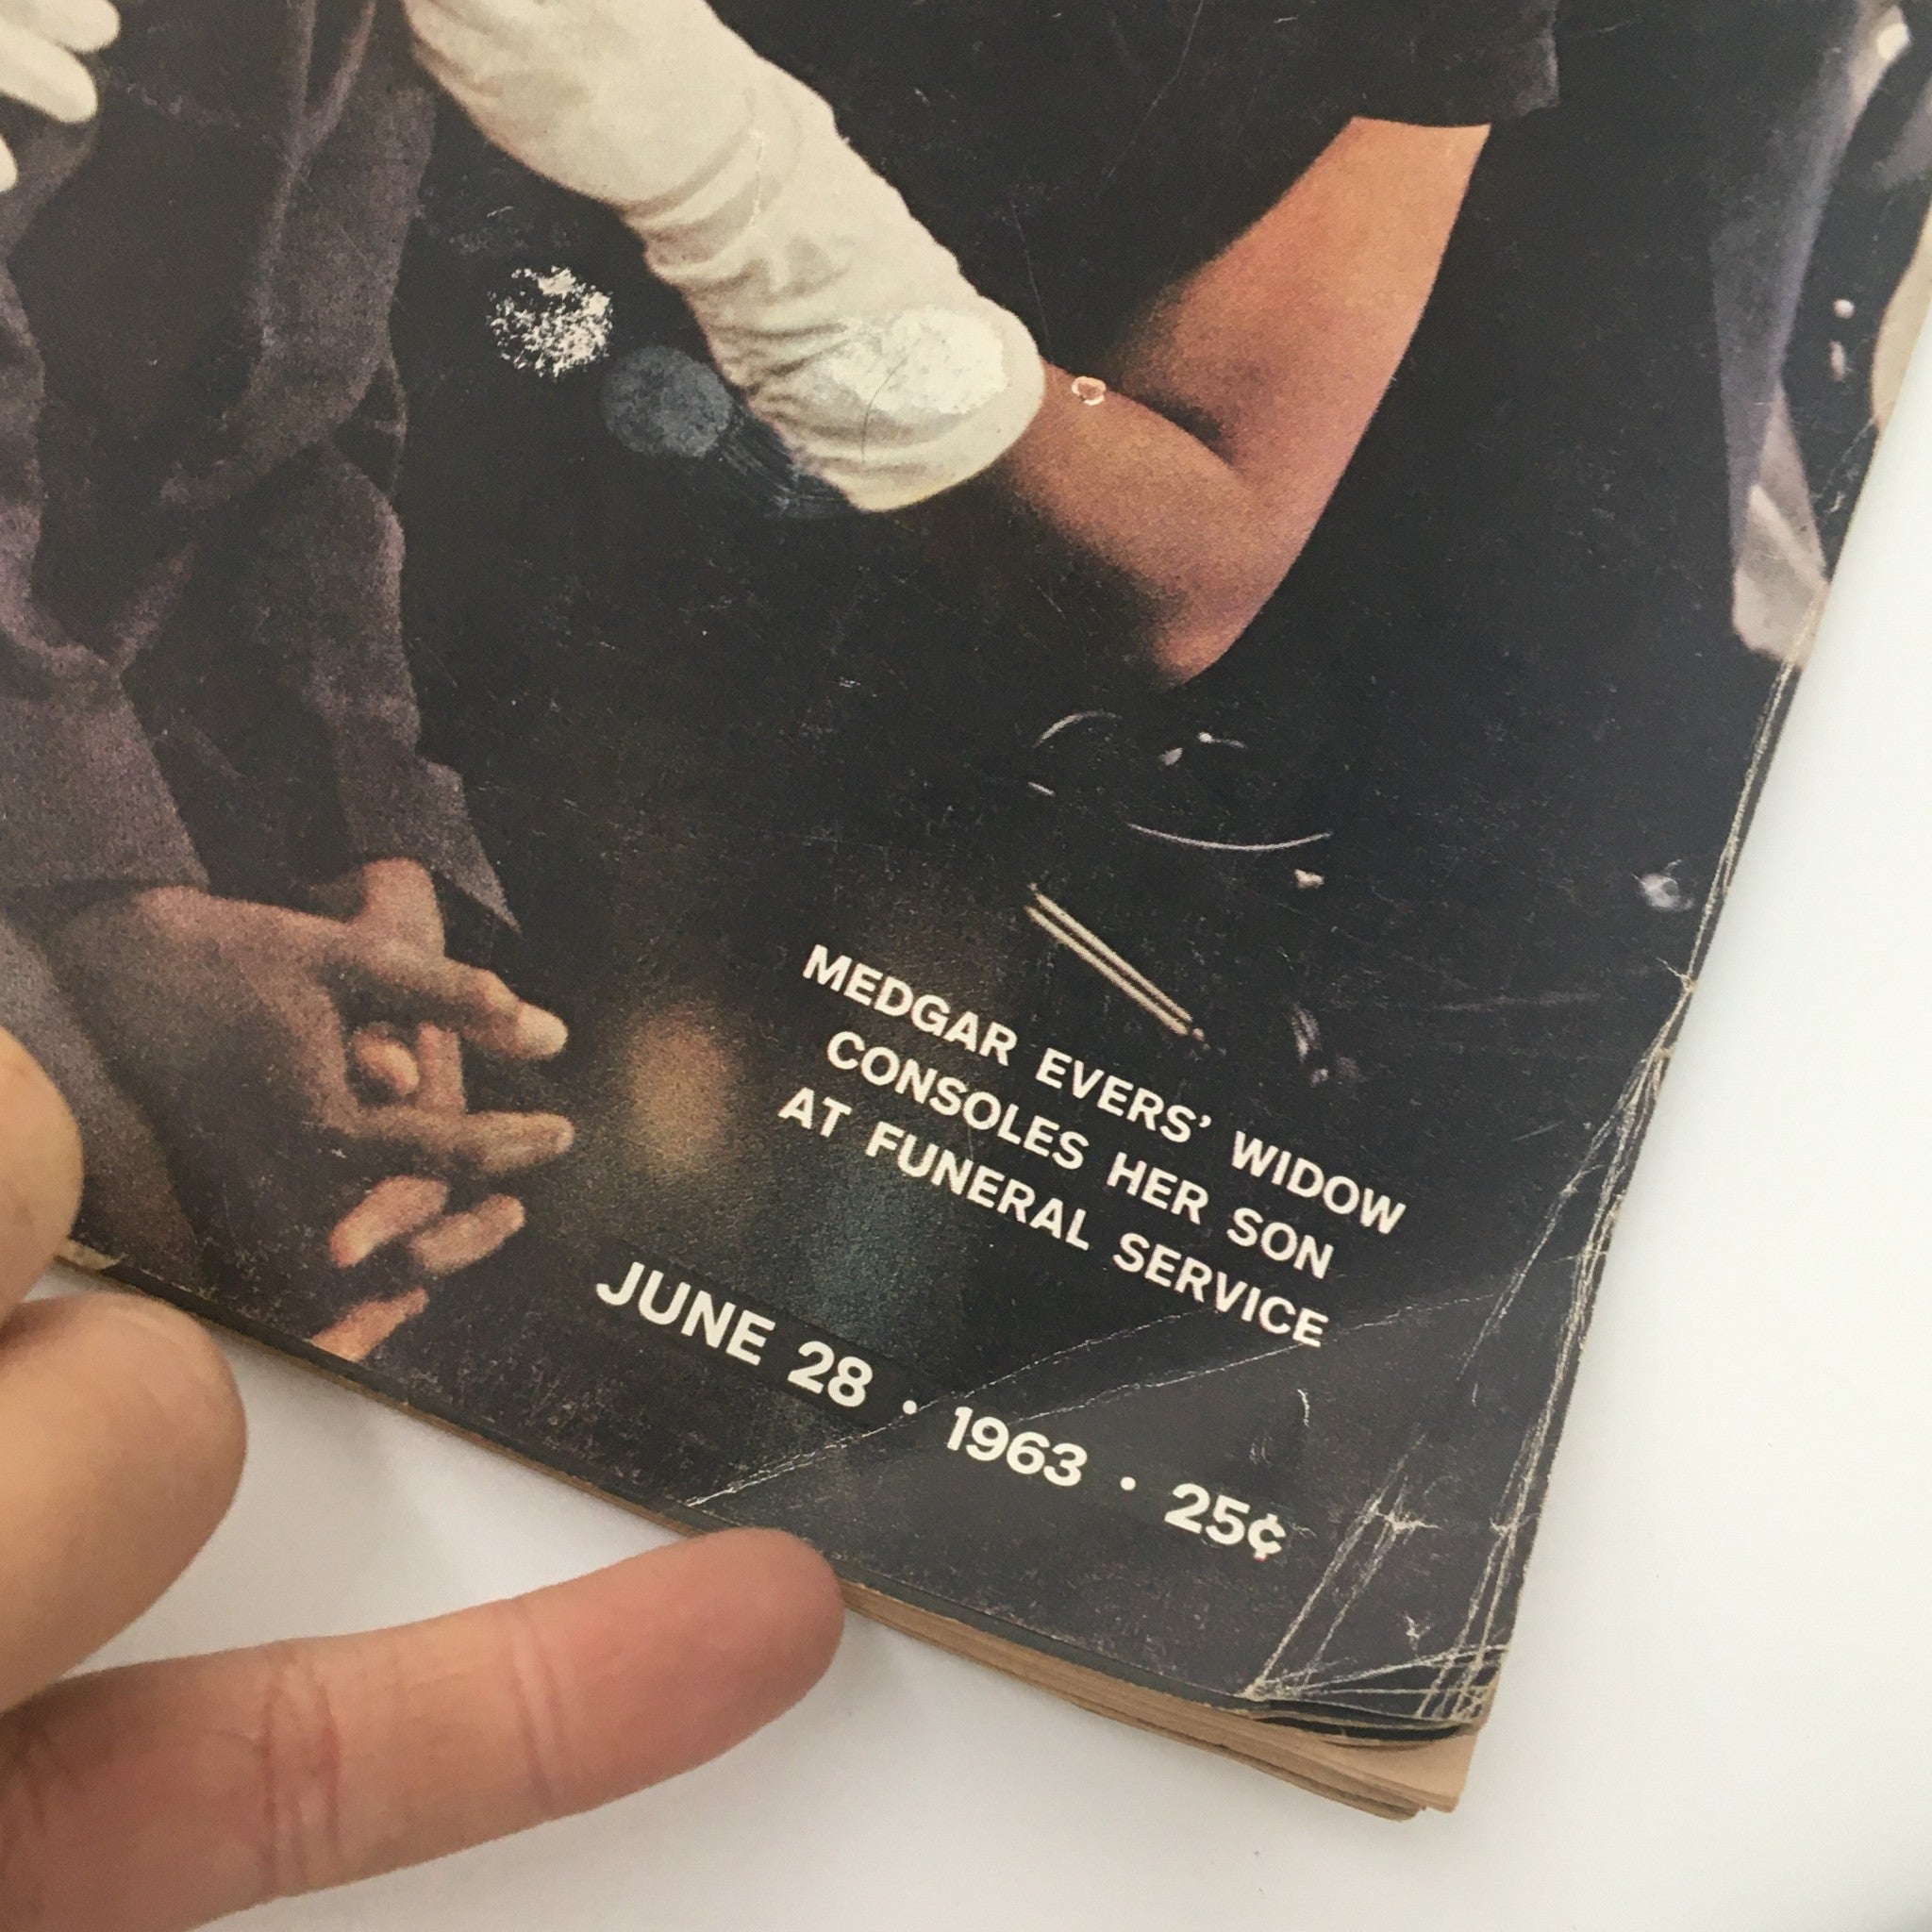 MEDGAR EVERS' WIDOW
CONSOLES HER SON
AT FUNERAL SERVICE
JUNE 28 · 1963 · 25¢